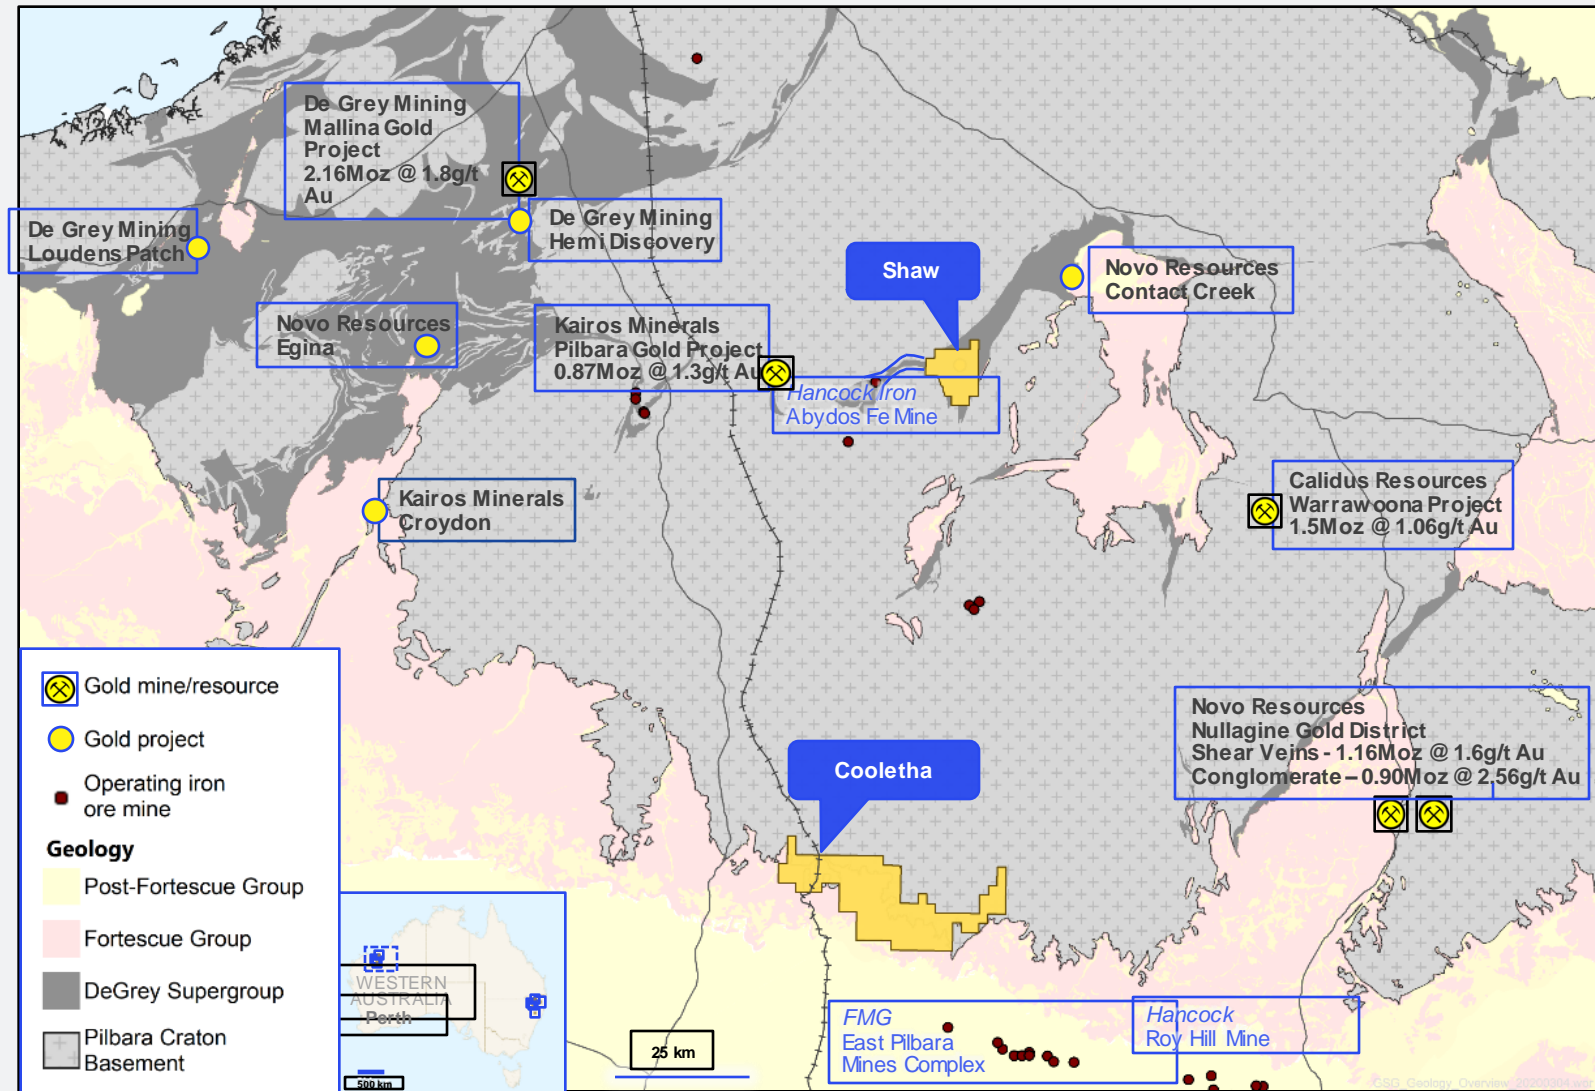 De Grey Mining
Mallina Gold
Project
2.16Moz @ 1.8g/t
Au
De Grey Mining
Loudens Patch
De Grey Mining
Hemi Discovery
Shaw
Novo Resources
Contact Creek
Novo Resources
Egina
Kairos Minerals
Pilbara Gold Project
0.87Moz @ 1.3g/t Au
Hancock Iron
Abydos Fe Mine
Kairos Minerals
Croydon
Calidus Resources
Warrawoona Project
1.5Moz @ 1.06g/t Au
Novo Resources
Nullagine Gold District
Shear Veins - 1.16Moz @ 1.6g/t Au
Conglomerate – 0.90Moz @ 2.56g/t Au
Cooletha
Gold mine/resource
Gold project
Operating iron
ore mine
Geology
Post-Fortescue Group
Fortescue Group
DeGrey Supergroup
Pilbara Craton
Basement
WESTERN
AUSTRALIA
Perth
500 km
25 km
FMG
East Pilbara
Mines Complex
Hancock
Roy Hill Mine